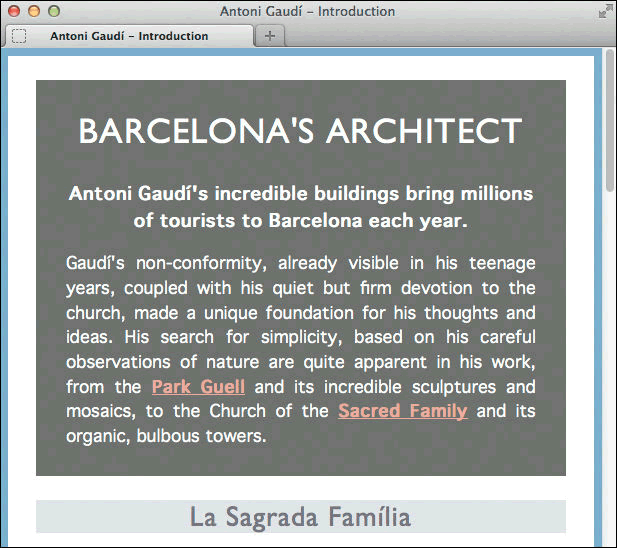 Antoni Gaudí – Introduction
Antoni Gaudí – Introduction
BARCELONA'S ARCHITECT
Antoni Gaudí's incredible buildings bring millions
of tourists to Barcelona each year.
Gaudí's non-conformity, already visible in his teenage
years, coupled with his quiet but firm devotion to the
church, made a unique foundation for his thoughts and
ideas. His search for simplicity, based on his careful
observations of nature are quite apparent in his work,
from the Park Guell and its incredible sculptures and
mosaics, to the Church of the Sacred Family and its
organic, bulbous towers.
La Sagrada Família